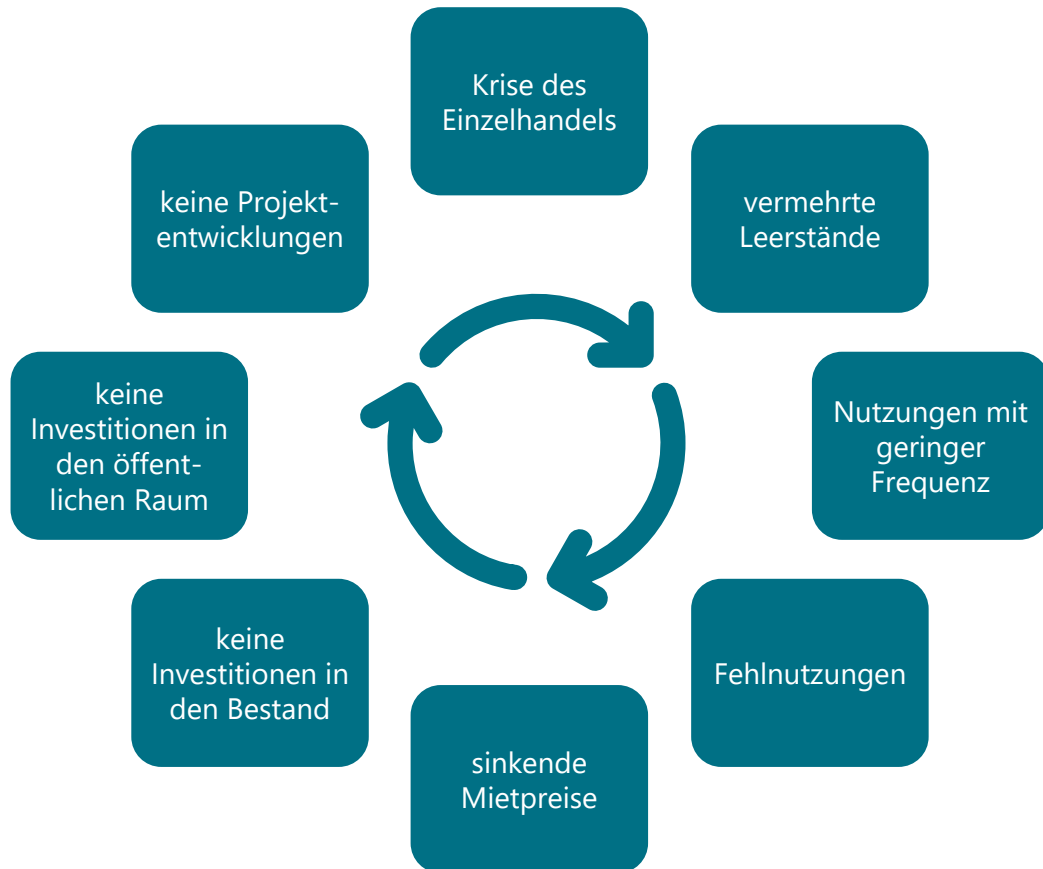 Krise des
Einzelhandels
vermehrte
Leerstände
Nutzungen mit
geringer
Frequenz
Fehlnutzungen
sinkende
Mietpreise
keine
Investitionen in
den Bestand
keine
Investitionen in
den öffent-
lichen Raum
keine Projekt-
entwicklungen